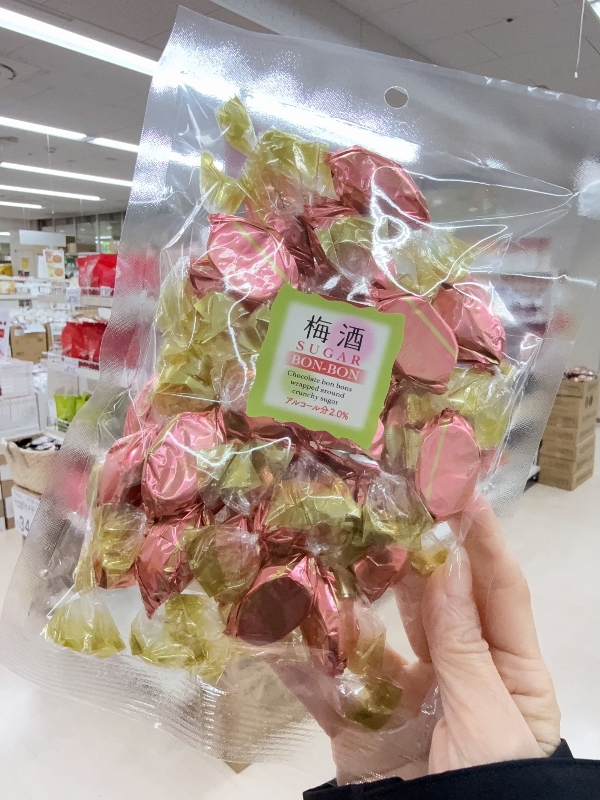 梅酒
SUGAR
BON-BON
Chocolate bon bons
wrapped around
crunchy sugar
アルコール分2.0%
34